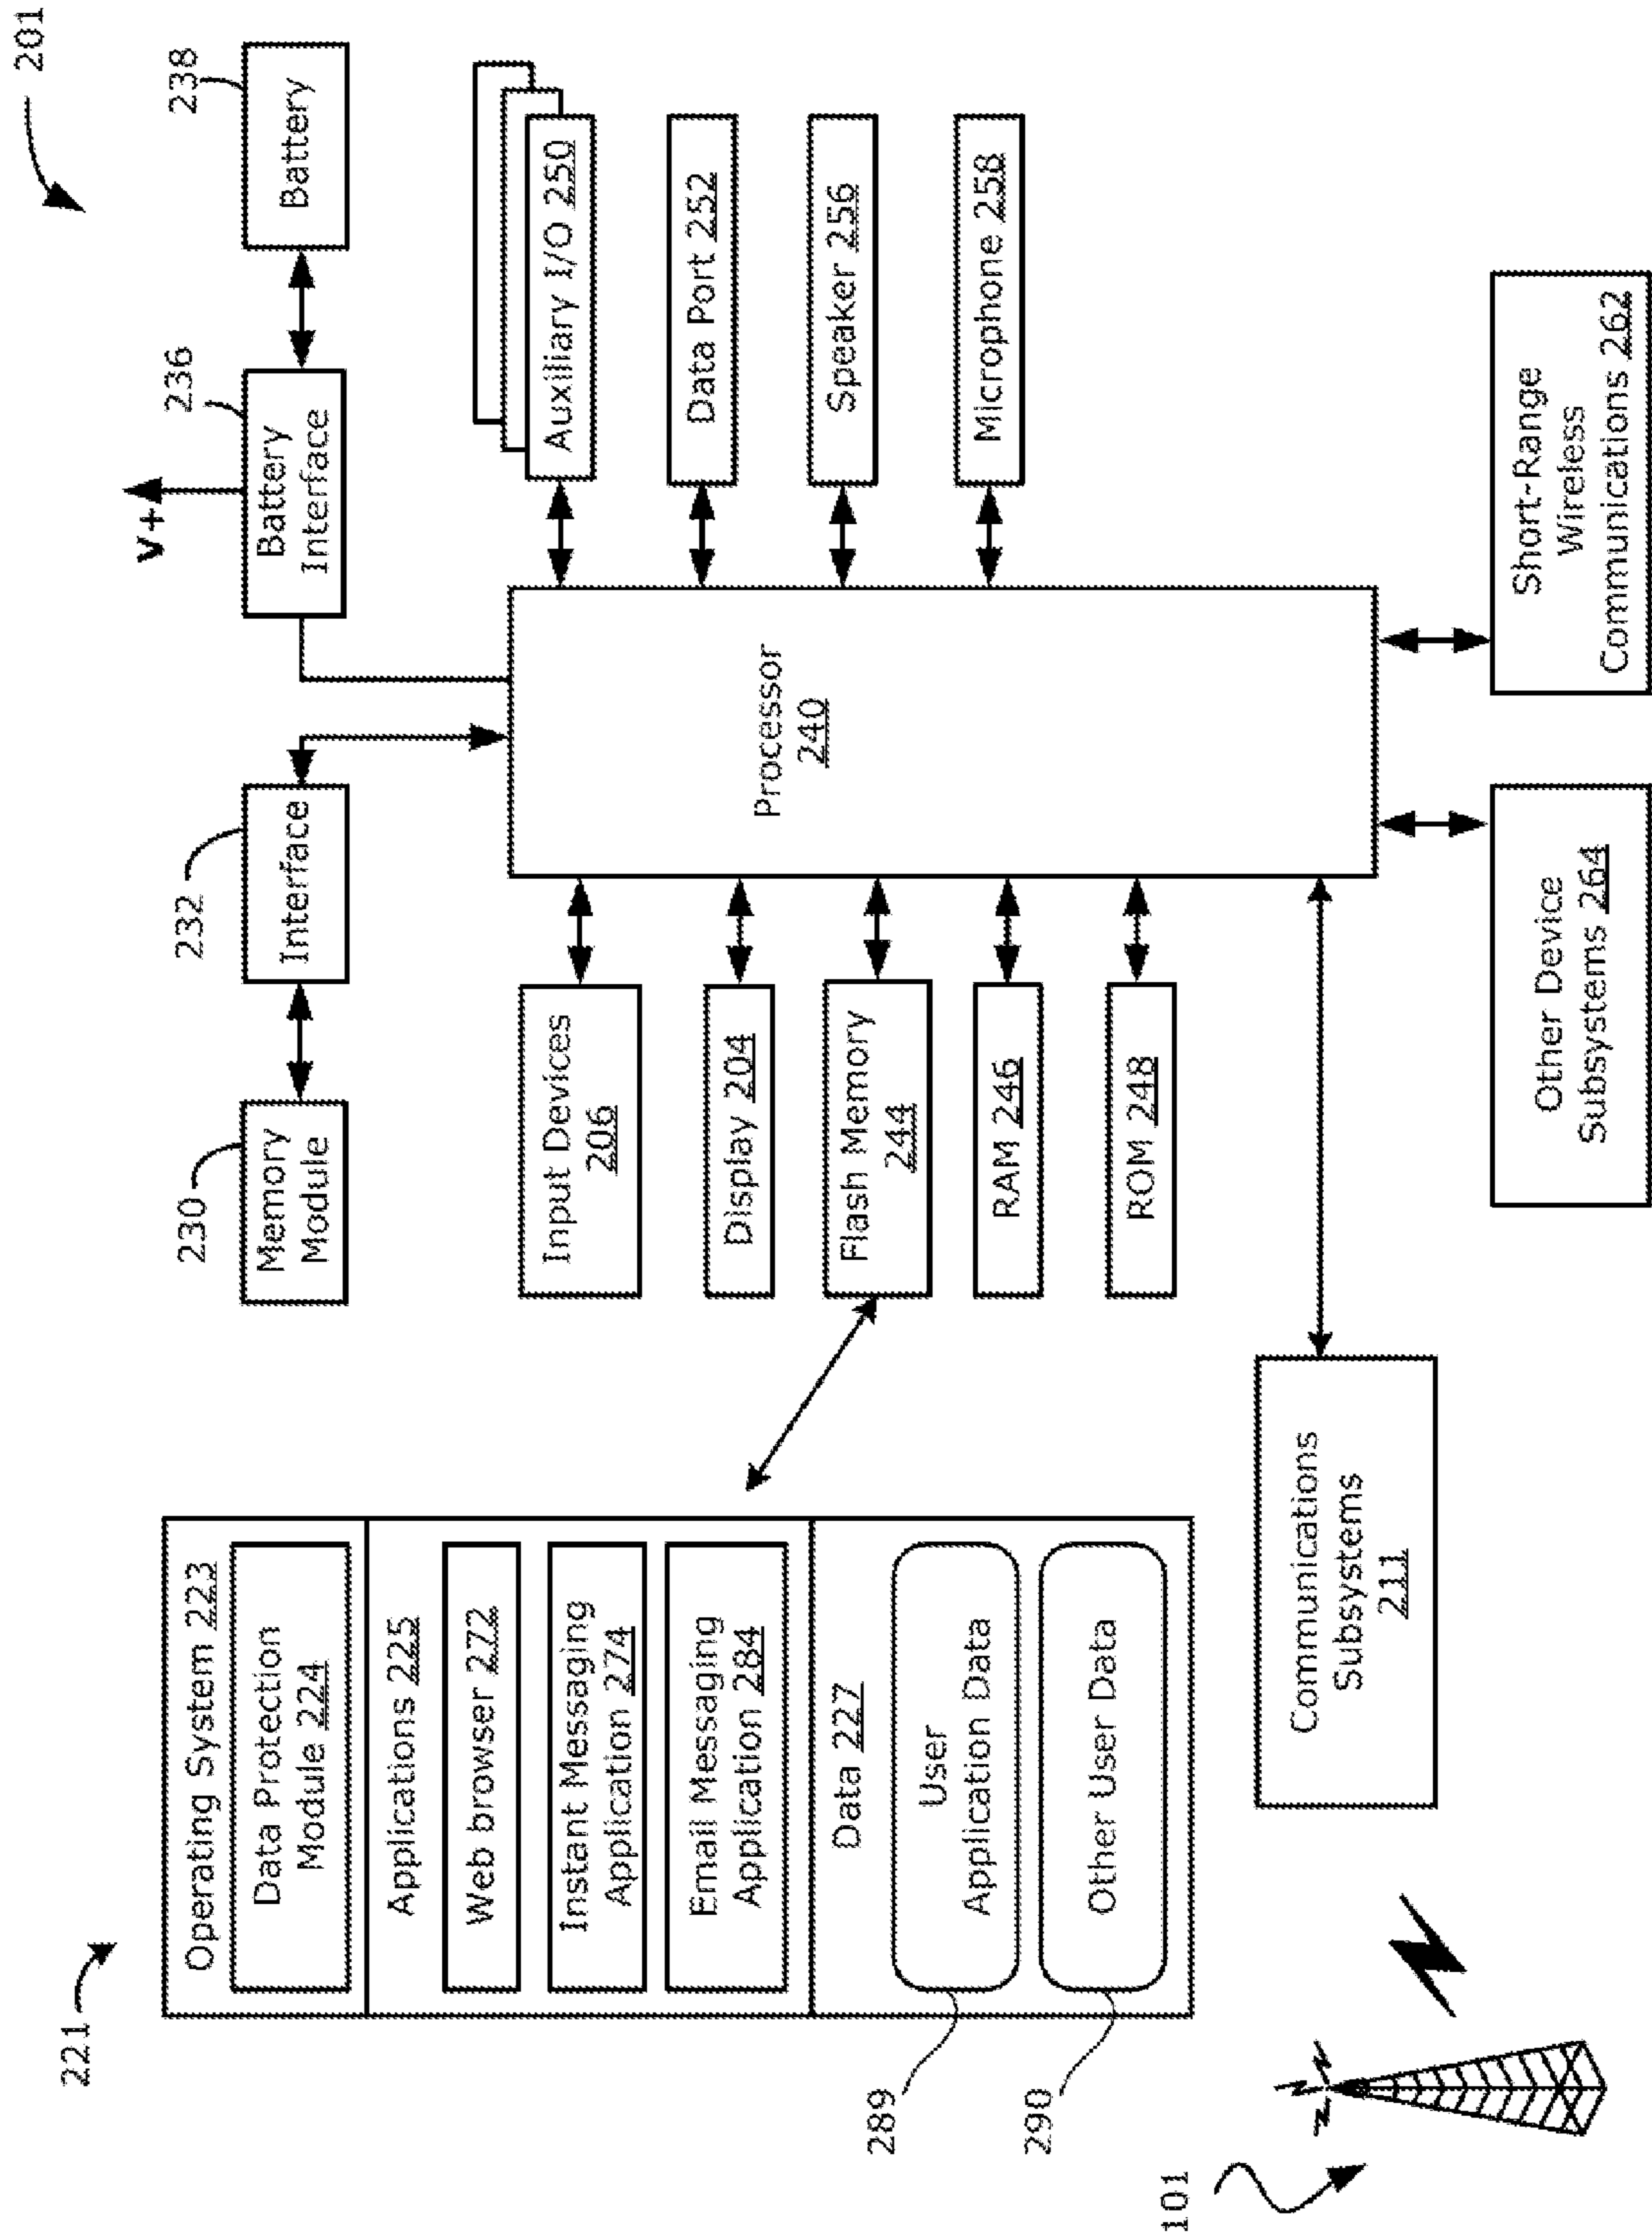 201
221
230
232
236
238
V+
Memory
Module
Interface
Battery
Interface
Battery
Operating System 223
Data Protection
Module 224
Applications 225
Web browser 272
Instant Messaging
Application 274
Email Messaging
Application 284
Data 227
User
Application Data
Other User Data
289
290
Input Devices
206
Display 204
Flash Memory
244
RAM 246
ROM 248
Processor
240
Auxiliary I/O 250
Data Port 252
Speaker 256
Microphone 258
101
Communications
Subsystems
211
Other Device
Subsystems 264
Short-Range
Wireless
Communications 262